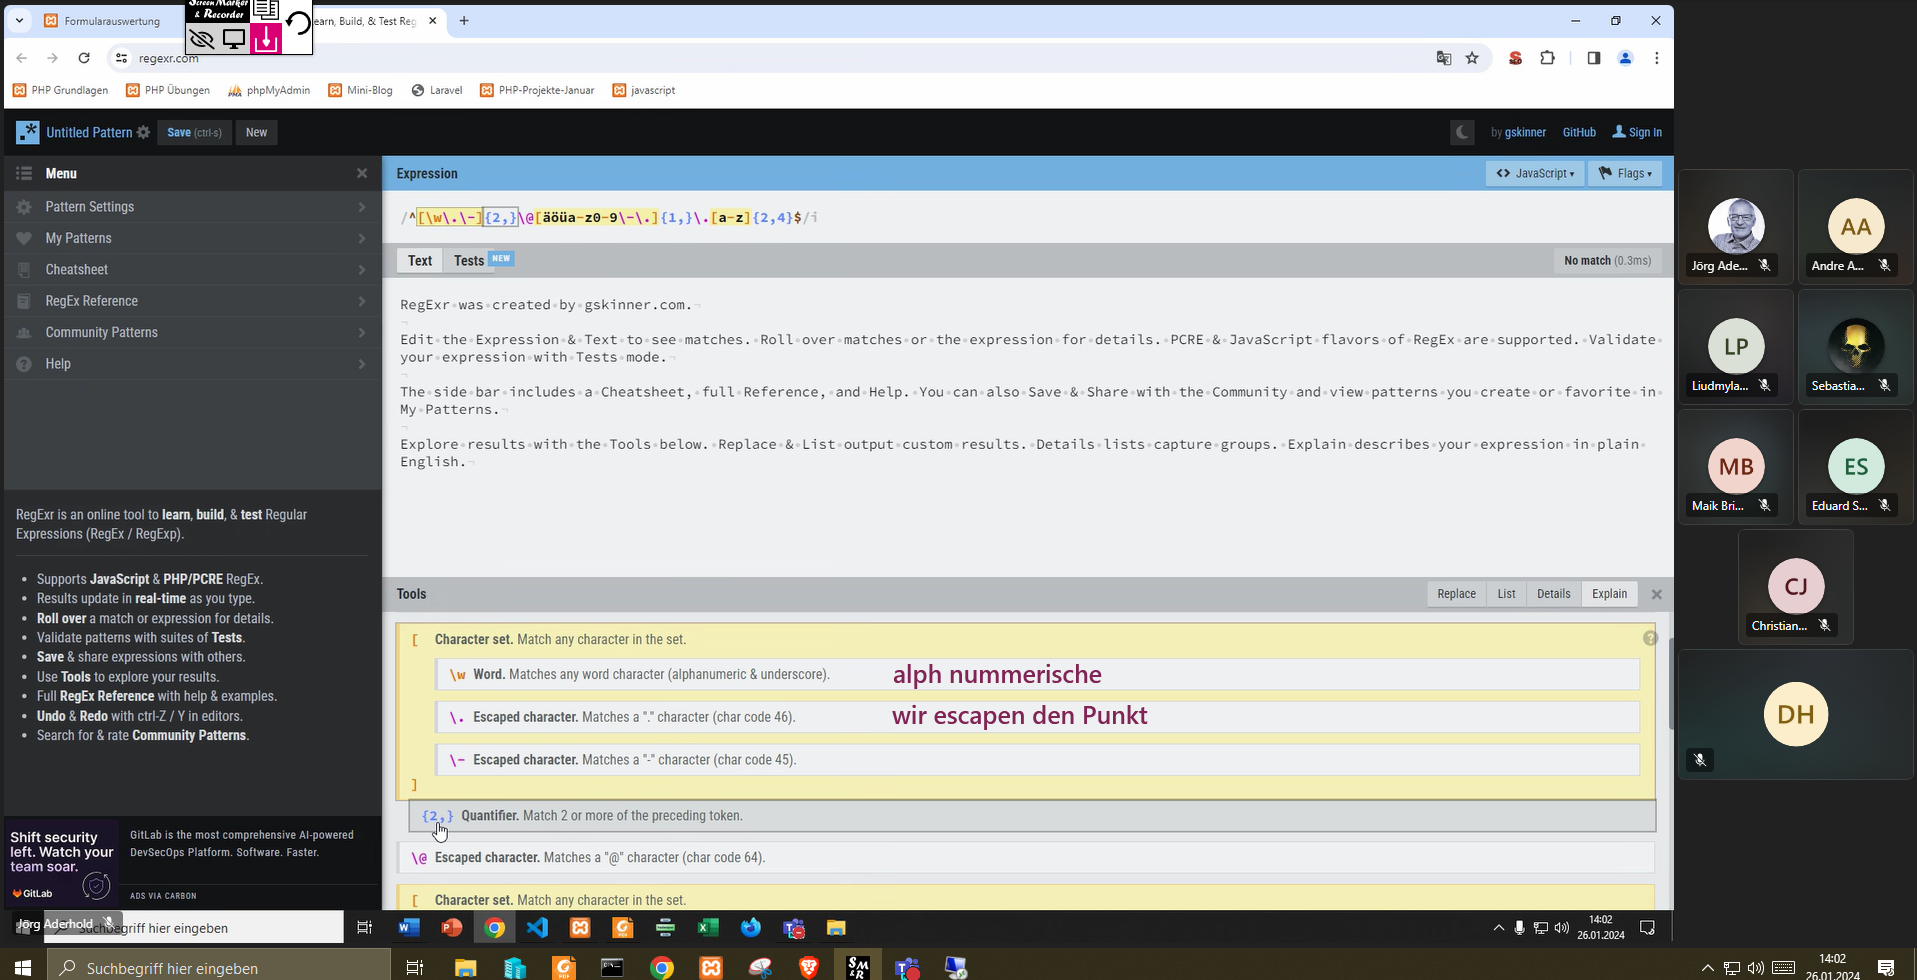 Formularauswertung
Screen Marker
& Recorder
earn, Build, & Test Reg
regexr.com
PHP Grundlagen
PHP Übungen
phpMyAdmin
Mini-Blog
Laravel
PHP-Projekte-Januar
javascript
Untitled Pattern
Save (ctrl-s)
New
by gskinner
GitHub
Sign In
Menu
Pattern Settings
My Patterns
Cheatsheet
RegEx Reference
Community Patterns
Help
RegExr is an online tool to learn, build, & test Regular
Expressions (RegEx / RegExp).
• Supports JavaScript & PHP/PCRE RegEx.
• Results update in real-time as you type.
• Roll over a match or expression for details.
• Validate patterns with suites of Tests.
• Save & share expressions with others.
• Use Tools to explore your results.
• Full RegEx Reference with help & examples.
• Undo & Redo with ctrl-Z / Y in editors.
• Search for & rate Community Patterns.
Shift security
left. Watch your
team soar.
GitLab
GitLab is the most comprehensive AI-powered
DevSecOps Platform. Software. Faster.
ADS VIA CARBON
Expression
<> JavaScript
Flags
/^[\w\.\-]{2,}\@[äöüa-z0-9\-\.]{1,}\.[a-z]{2,4}$/i
Text
Tests NEW
No match (0.3ms)
RegExr was created by gskinner.com.
Edit the Expression & Text to see matches. Roll over matches or the expression for details. PCRE & JavaScript flavors of RegEx are supported. Validate
your expression with Tests mode.
The side bar includes a Cheatsheet, full Reference, and Help. You can also Save & Share with the Community and view patterns you create or favorite in
My Patterns.
Explore results with the Tools below. Replace & List output custom results. Details lists capture groups. Explain describes your expression in plain
English.
Tools
Replace
List
Details
Explain
[ Character set. Match any character in the set.
\w Word. Matches any word character (alphanumeric & underscore).
alph nummerische
\. Escaped character. Matches a "." character (char code 46).
wir escapen den Punkt
\- Escaped character. Matches a "-" character (char code 45).
]
{2,} Quantifier. Match 2 or more of the preceding token.
\@ Escaped character. Matches a "@" character (char code 64).
[ Character set. Match any character in the set.
Jörg Ade...
AA
Andre A...
LP
Liudmyla...
Sebastia...
MB
Maik Bri...
ES
Eduard S...
CJ
Christian...
DH
Jörg Aderhold
Suchbegriff hier eingeben
14:02
26.01.2024
Suchbegriff hier eingeben
SM
&R
14:02
26.01.2024